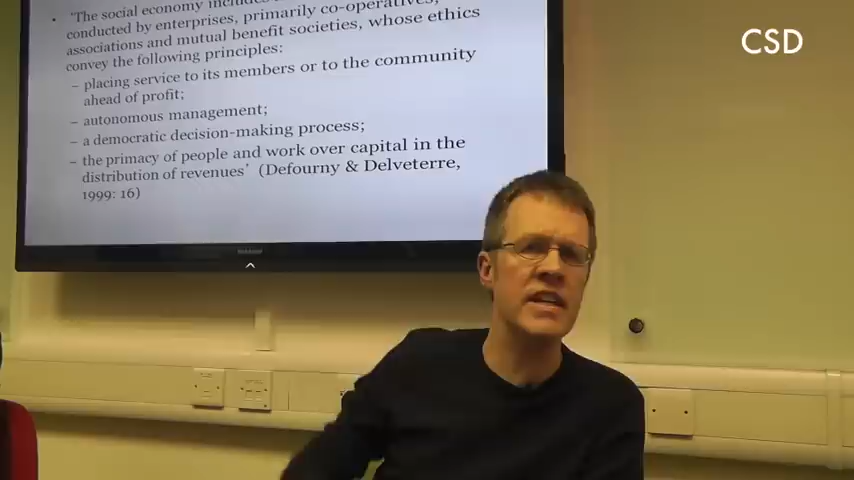 • 'The social economy includes
conducted by enterprises, primarily co-operatives,
associations and mutual benefit societies, whose ethics
convey the following principles:
– placing service to its members or to the community
ahead of profit;
– autonomous management;
– a democratic decision-making process;
– the primacy of people and work over capital in the
distribution of revenues' (Defourny & Delveterre,
1999: 16)
CSD